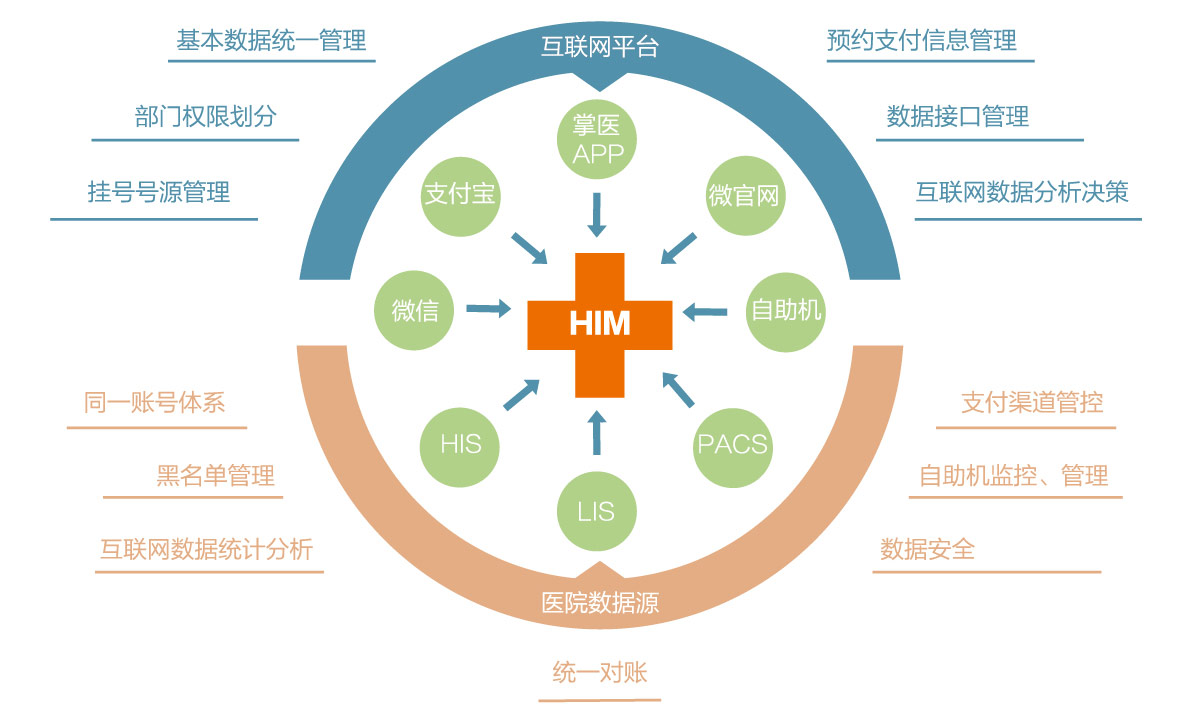 互联网平台
基本数据统一管理
预约支付信息管理
部门权限划分
数据接口管理
挂号号源管理
互联网数据分析决策
掌医
APP
支付宝
微官网
微信
HIM
自助机
HIS
PACS
LIS
同一账号体系
支付渠道管控
黑名单管理
自助机监控、管理
互联网数据统计分析
数据安全
医院数据源
统一对账